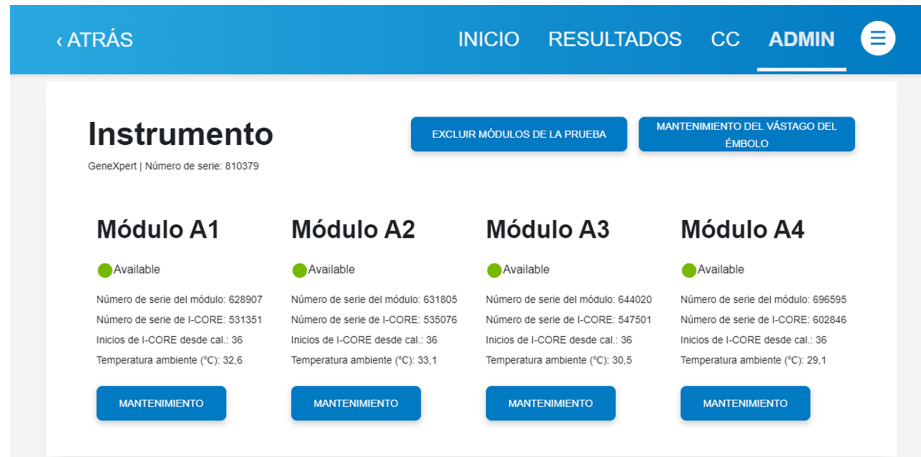 ‹ ATRÁS INICIO RESULTADOS CC ADMIN
Instrumento
GeneXpert | Número de serie: 810379
EXCLUIR MÓDULOS DE LA PRUEBA
MANTENIMIENTO DEL VÁSTAGO DEL
ÉMBOLO
Módulo A1
Available
Número de serie del módulo: 628907
Número de serie de I-CORE: 531351
Inicios de I-CORE desde cal.: 36
Temperatura ambiente (°C): 32,6
MANTENIMIENTO
Módulo A2
Available
Número de serie del módulo: 631805
Número de serie de I-CORE: 535076
Inicios de I-CORE desde cal.: 36
Temperatura ambiente (°C): 33,1
MANTENIMIENTO
Módulo A3
Available
Número de serie del módulo: 644020
Número de serie de I-CORE: 547501
Inicios de I-CORE desde cal.: 36
Temperatura ambiente (°C): 30,5
MANTENIMIENTO
Módulo A4
Available
Número de serie del módulo: 696595
Número de serie de I-CORE: 602846
Inicios de I-CORE desde cal.: 36
Temperatura ambiente (°C): 29,1
MANTENIMIENTO